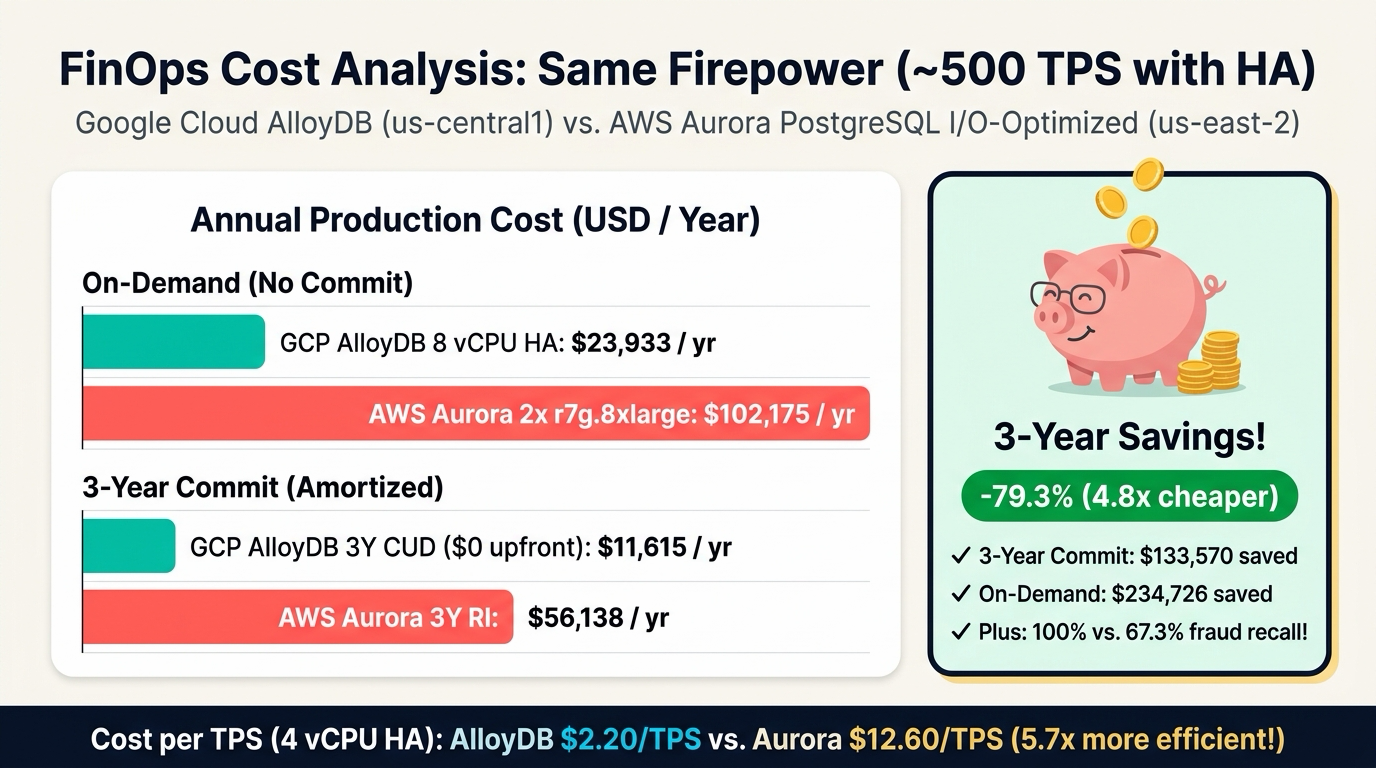 FinOps Cost Analysis: Same Firepower (~500 TPS with HA)
Google Cloud AlloyDB (us-central1) vs. AWS Aurora PostgreSQL I/O-Optimized (us-east-2)
Annual Production Cost (USD / Year)
On-Demand (No Commit)
GCP AlloyDB 8 vCPU HA: $23,933 / yr
AWS Aurora 2x r7g.8xlarge: $102,175 / yr
3-Year Commit (Amortized)
GCP AlloyDB 3Y CUD ($0 upfront): $11,615 / yr
AWS Aurora 3Y RI: $56,138 / yr
3-Year Savings!
-79.3% (4.8x cheaper)
✓ 3-Year Commit: $133,570 saved
✓ On-Demand: $234,726 saved
✓ Plus: 100% vs. 67.3% fraud recall!
Cost per TPS (4 vCPU HA): AlloyDB $2.20/TPS vs. Aurora $12.60/TPS (5.7x more efficient!)